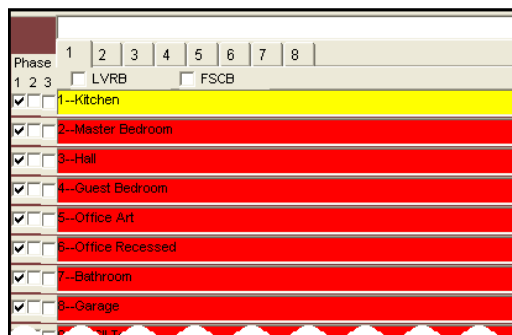 1 2 3 4 5 6 7 8
Phase
LVRB FSCB
1 2 3
1--Kitchen
2--Master Bedroom
3--Hall
4--Guest Bedroom
5--Office Art
6--Office Recessed
7--Bathroom
8--Garage